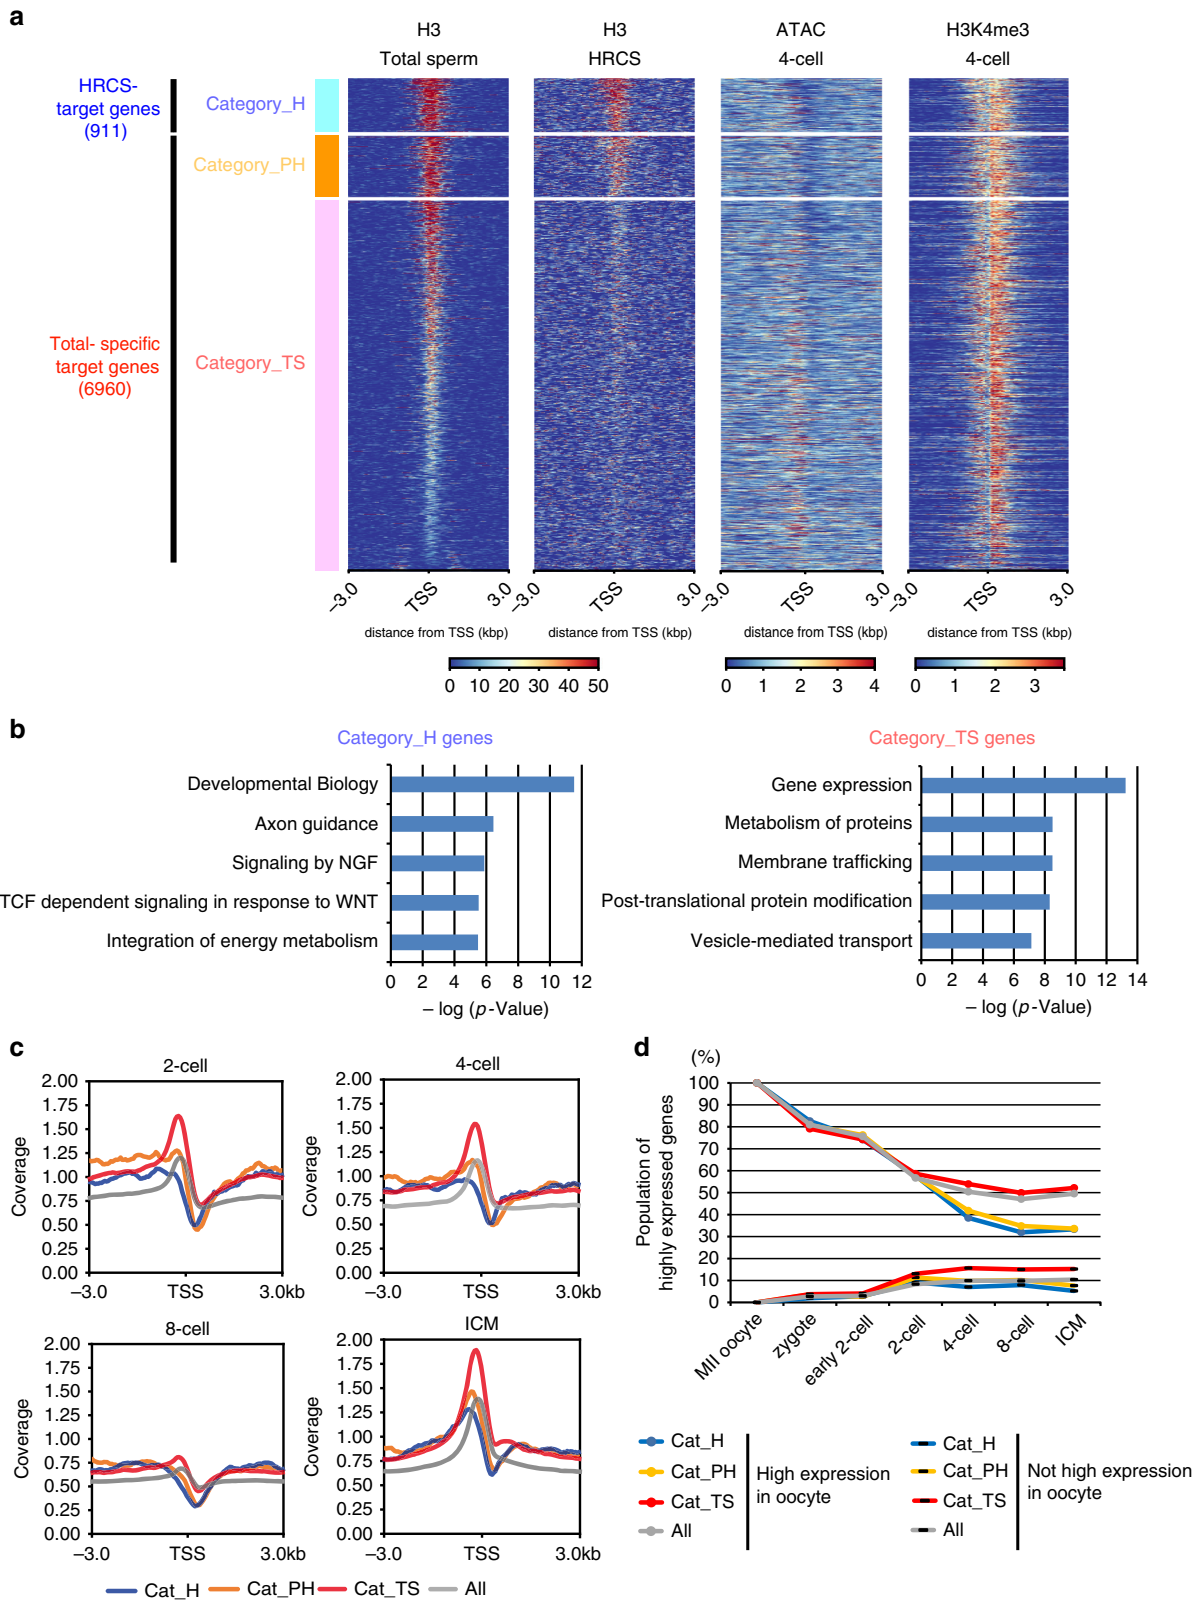 a
H3
Total sperm
H3
HRCS
ATAC
4-cell
H3K4me3
4-cell
HRCS-
target genes
(911)
Category_H
Category_PH
Total- specific
target genes
(6960)
Category_TS
–3.0 TSS 3.0
–3.0 TSS 3.0
–3.0 TSS 3.0
–3.0 TSS 3.0
distance from TSS (kbp)
distance from TSS (kbp)
distance from TSS (kbp)
distance from TSS (kbp)
0 10 20 30 40 50
0 1 2 3 4
0 1 2 3
b
Category_H genes
Developmental Biology
Axon guidance
Signaling by NGF
TCF dependent signaling in response to WNT
Integration of energy metabolism
0 2 4 6 8 10 12
– log (p-Value)
Category_TS genes
Gene expression
Metabolism of proteins
Membrane trafficking
Post-translational protein modification
Vesicle-mediated transport
0 2 4 6 8 10 12 14
– log (p-Value)
c
2-cell
Coverage
2.00
1.75
1.50
1.25
1.00
0.75
0.50
0.25
0.00
–3.0 TSS 3.0kb
4-cell
Coverage
2.00
1.75
1.50
1.25
1.00
0.75
0.50
0.25
0.00
–3.0 TSS 3.0kb
8-cell
Coverage
2.00
1.75
1.50
1.25
1.00
0.75
0.50
0.25
0.00
–3.0 TSS 3.0kb
ICM
Coverage
2.00
1.75
1.50
1.25
1.00
0.75
0.50
0.25
0.00
–3.0 TSS 3.0kb
Cat_H Cat_PH Cat_TS All
d
(%)
Population of
highly expressed genes
100
90
80
70
60
50
40
30
20
10
0
MII oocyte
zygote
early 2-cell
2-cell
4-cell
8-cell
ICM
Cat_H
Cat_PH
Cat_TS
All
High expression
in oocyte
Cat_H
Cat_PH
Cat_TS
All
Not high expression
in oocyte